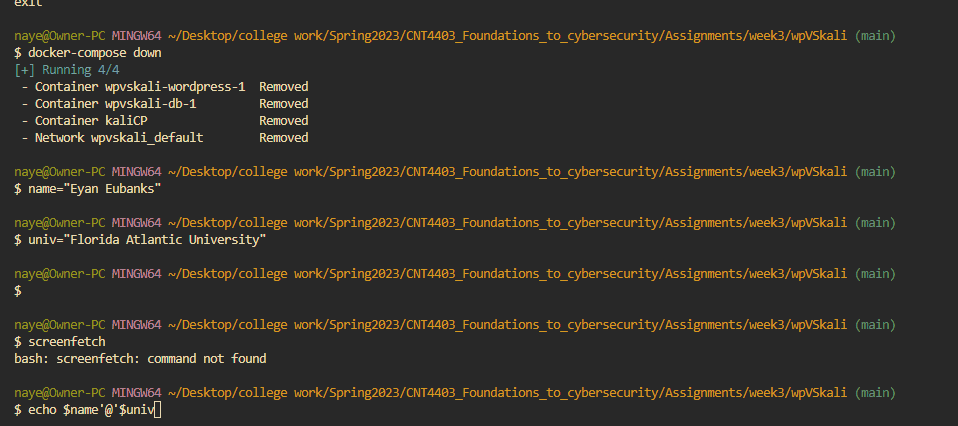 exit
naye@Owner-PC MINGW64 ~/Desktop/college work/Spring2023/CNT4403_Foundations_to_cybersecurity/Assignments/week3/wpVSkali (main)
$ docker-compose down
[+] Running 4/4
 - Container wpvskali-wordpress-1  Removed
 - Container wpvskali-db-1         Removed
 - Container kaliCP                Removed
 - Network wpvskali_default        Removed
naye@Owner-PC MINGW64 ~/Desktop/college work/Spring2023/CNT4403_Foundations_to_cybersecurity/Assignments/week3/wpVSkali (main)
$ name="Eyan Eubanks"
naye@Owner-PC MINGW64 ~/Desktop/college work/Spring2023/CNT4403_Foundations_to_cybersecurity/Assignments/week3/wpVSkali (main)
$ univ="Florida Atlantic University"
naye@Owner-PC MINGW64 ~/Desktop/college work/Spring2023/CNT4403_Foundations_to_cybersecurity/Assignments/week3/wpVSkali (main)
$
naye@Owner-PC MINGW64 ~/Desktop/college work/Spring2023/CNT4403_Foundations_to_cybersecurity/Assignments/week3/wpVSkali (main)
$ screenfetch
bash: screenfetch: command not found
naye@Owner-PC MINGW64 ~/Desktop/college work/Spring2023/CNT4403_Foundations_to_cybersecurity/Assignments/week3/wpVSkali (main)
$ echo $name'@'$univ